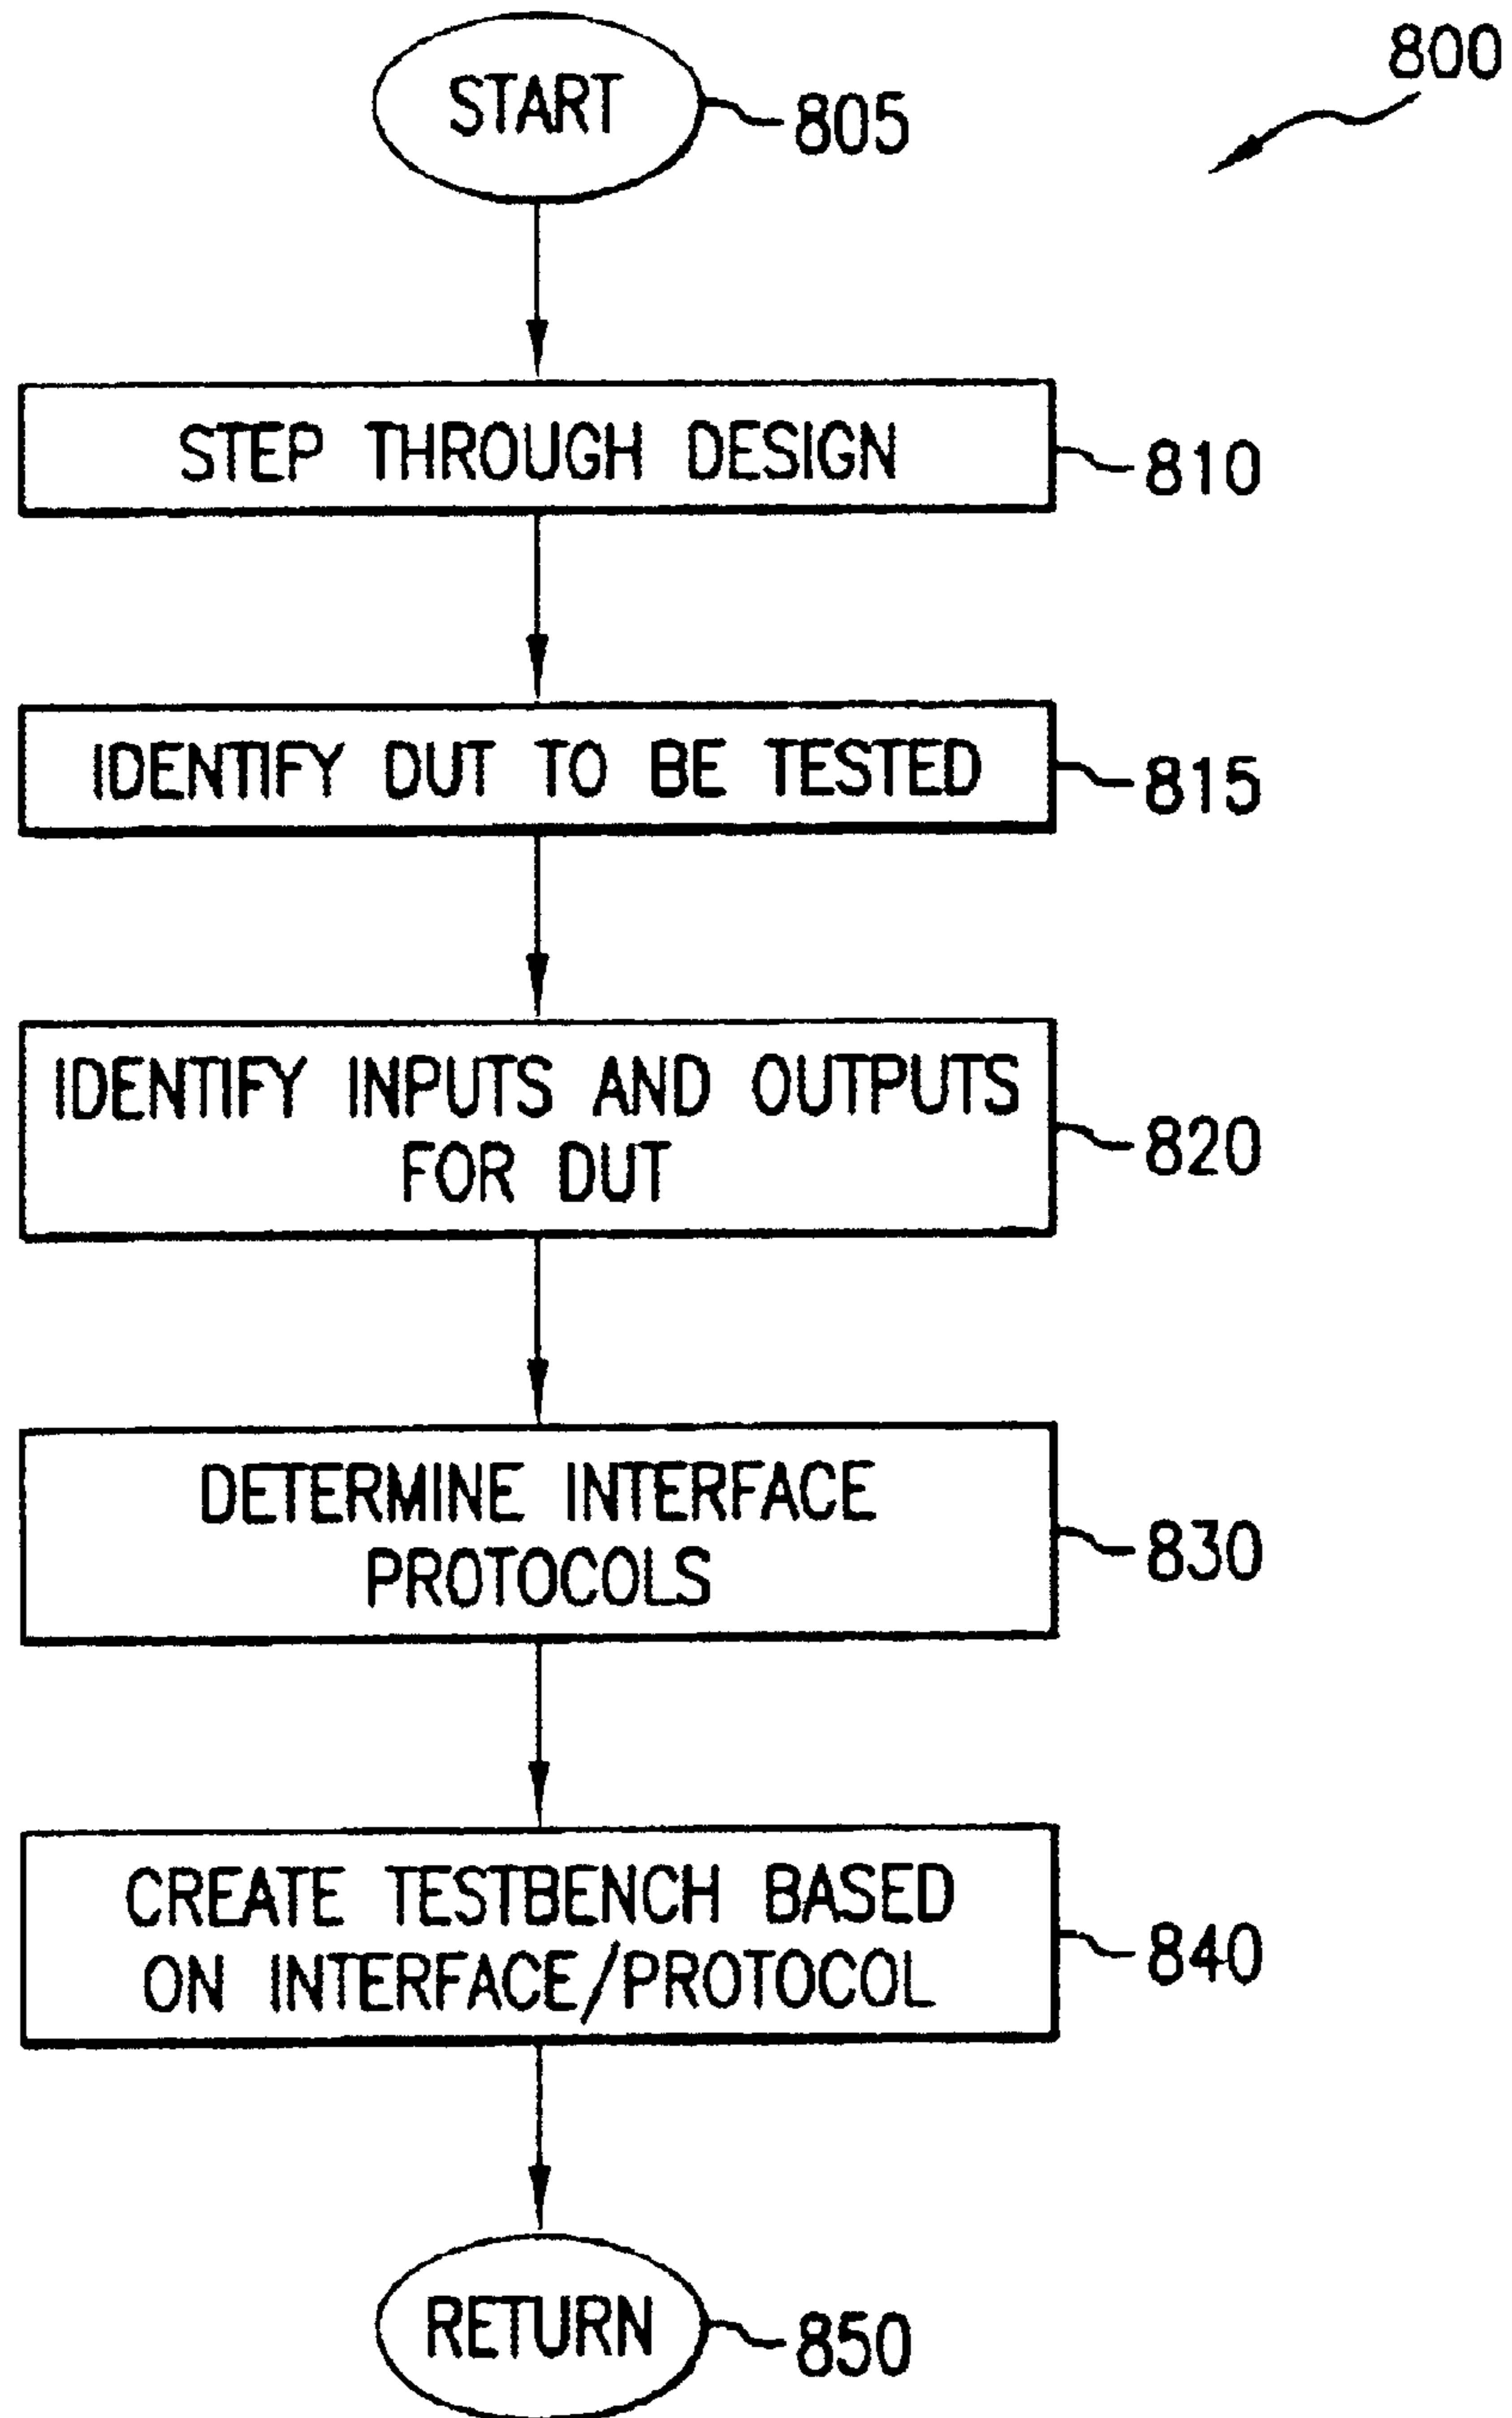 800
START
805
STEP THROUGH DESIGN
810
IDENTIFY DUT TO BE TESTED
815
IDENTIFY INPUTS AND OUTPUTS
FOR DUT
820
DETERMINE INTERFACE
PROTOCOLS
830
CREATE TESTBENCH BASED
ON INTERFACE/PROTOCOL
840
RETURN
850